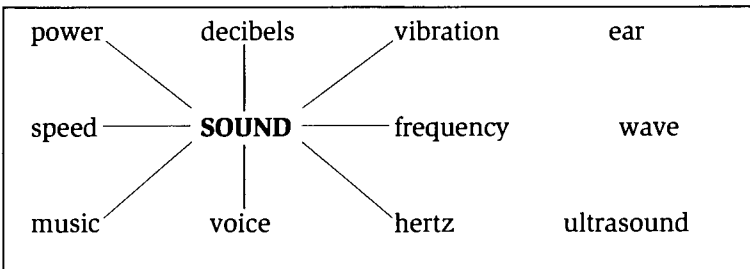 power decibels vibration ear
speed SOUND frequency wave
music voice hertz ultrasound